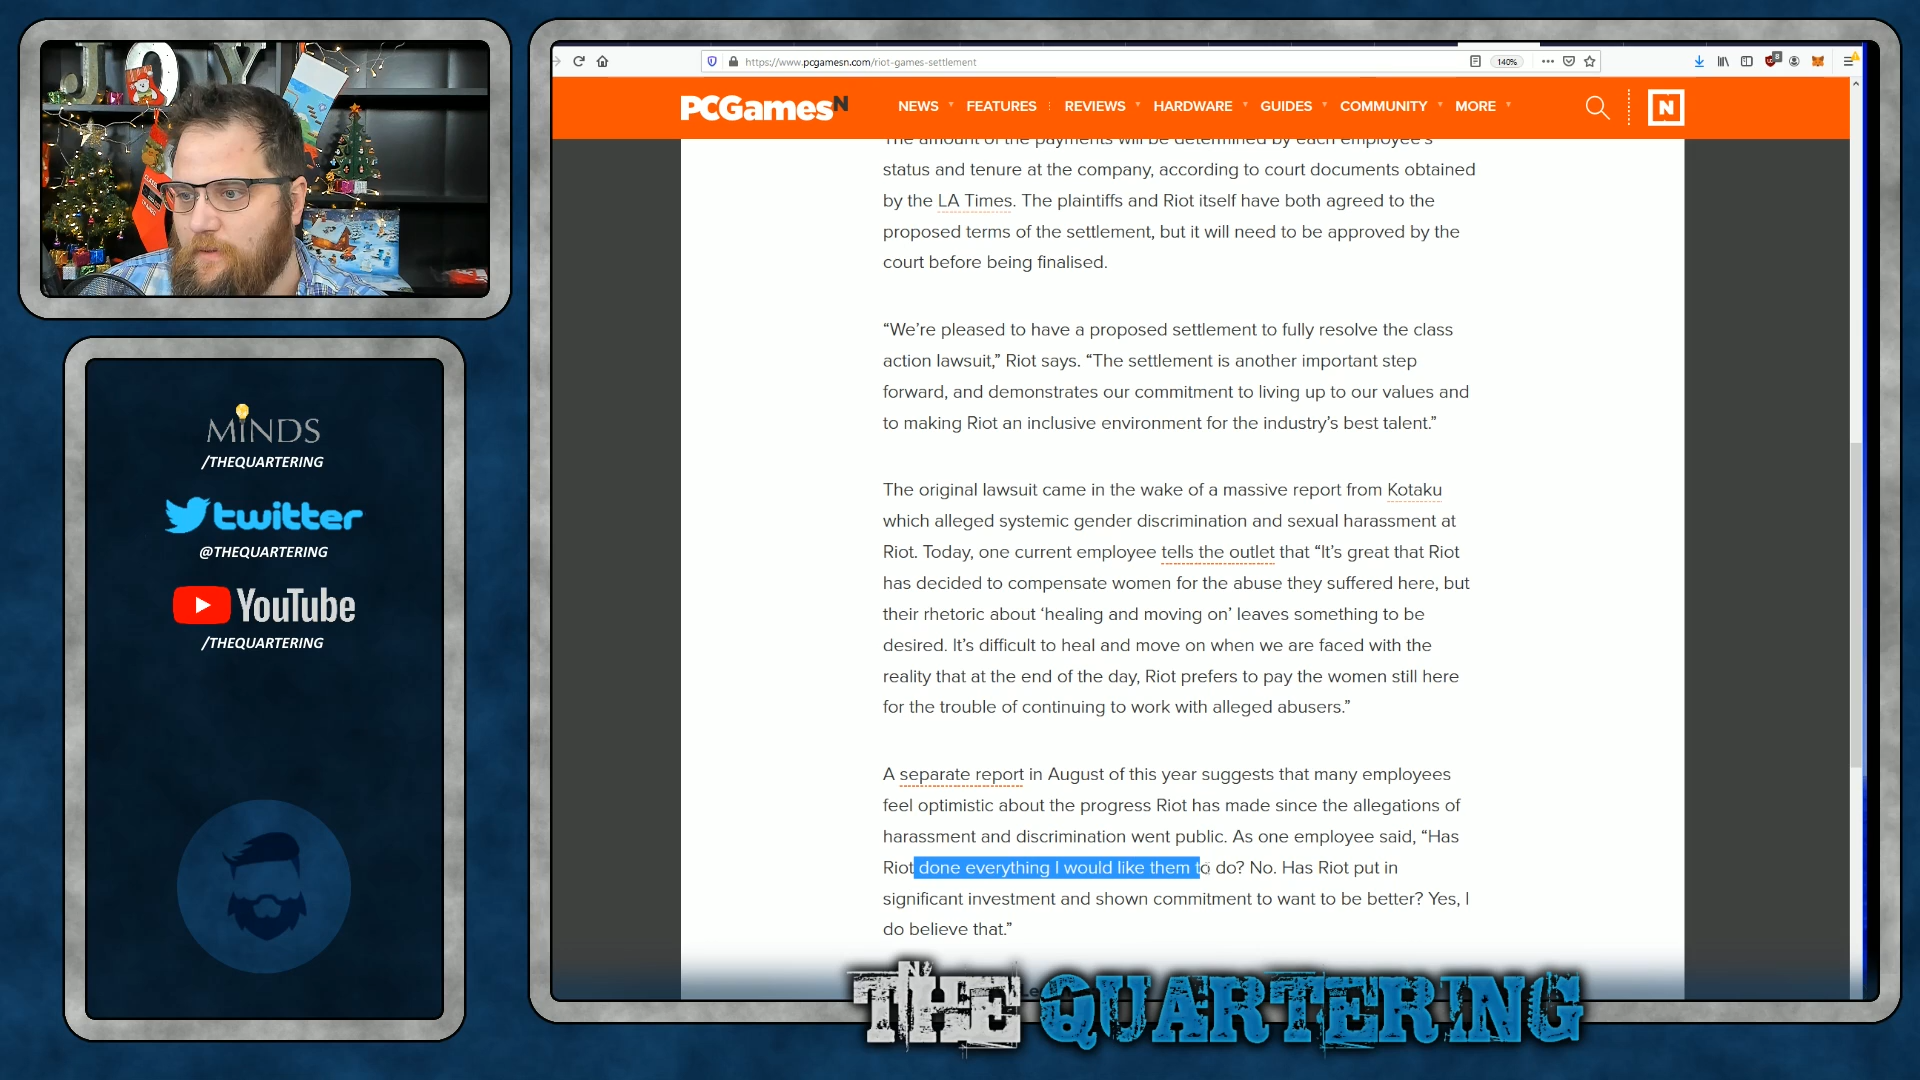 JOY
MINDS
/THEQUARTERING
twitter
@THEQUARTERING
YouTube
/THEQUARTERING
https://www.pcgamesn.com/riot-games-settlement
140%
PCGamesN
NEWS
FEATURES
REVIEWS
HARDWARE
GUIDES
COMMUNITY
MORE
N
The amount of the payments will be determined by each employee's
status and tenure at the company, according to court documents obtained
by the LA Times. The plaintiffs and Riot itself have both agreed to the
proposed terms of the settlement, but it will need to be approved by the
court before being finalised.
“We’re pleased to have a proposed settlement to fully resolve the class
action lawsuit,” Riot says. “The settlement is another important step
forward, and demonstrates our commitment to living up to our values and
to making Riot an inclusive environment for the industry’s best talent.”
The original lawsuit came in the wake of a massive report from Kotaku
which alleged systemic gender discrimination and sexual harassment at
Riot. Today, one current employee tells the outlet that “It’s great that Riot
has decided to compensate women for the abuse they suffered here, but
their rhetoric about ‘healing and moving on’ leaves something to be
desired. It’s difficult to heal and move on when we are faced with the
reality that at the end of the day, Riot prefers to pay the women still here
for the trouble of continuing to work with alleged abusers.”
A separate report in August of this year suggests that many employees
feel optimistic about the progress Riot has made since the allegations of
harassment and discrimination went public. As one employee said, “Has
Riot done everything I would like them to do? No. Has Riot put in
significant investment and shown commitment to want to be better? Yes, I
do believe that.”
THE QUARTERING